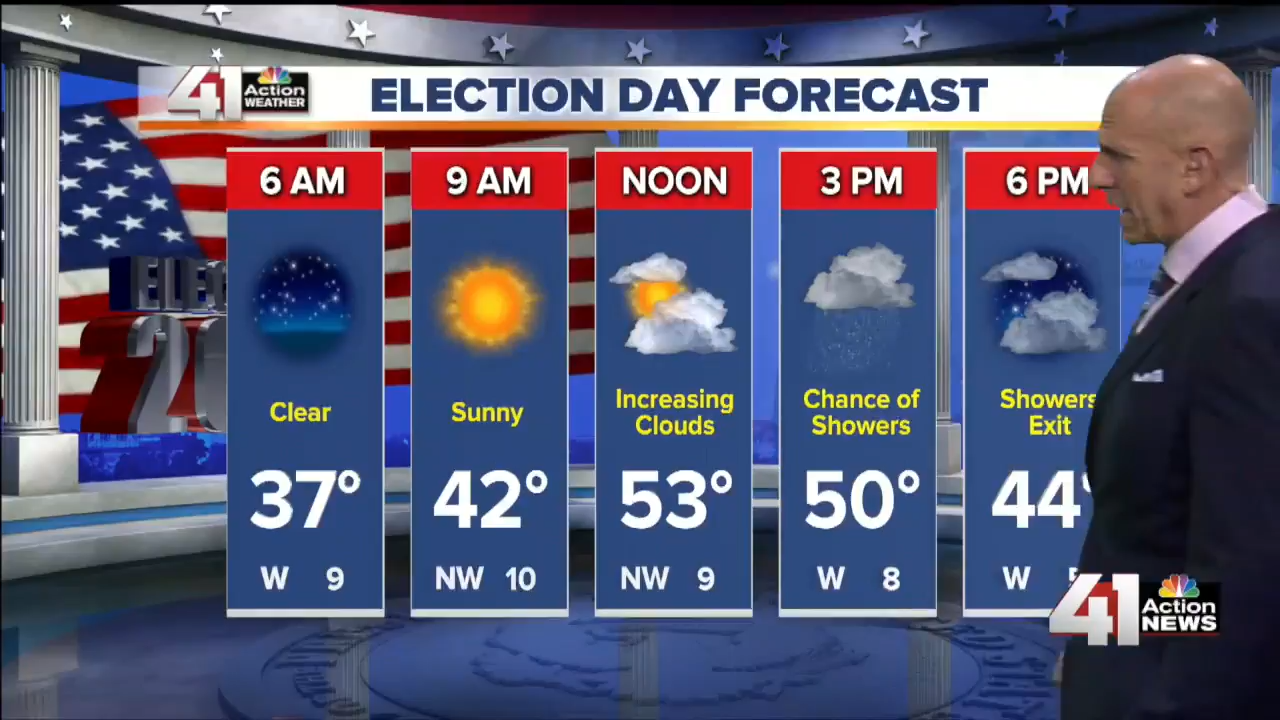 41 Action WEATHER
ELECTION DAY FORECAST
6 AM
Clear
37°
W 9
9 AM
Sunny
42°
NW 10
NOON
Increasing
Clouds
53°
NW 9
3 PM
Chance of
Showers
50°
W 8
6 PM
Showers
Exit
44°
W
41 Action NEWS